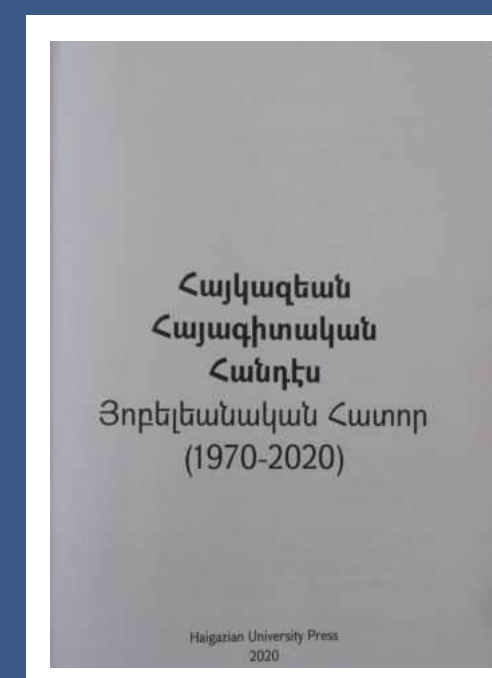 Հայկազեան
Հայագիտական
Հանդէս
Յոբելեանական Հատոր
(1970-2020)
Haigazian University Press
2020